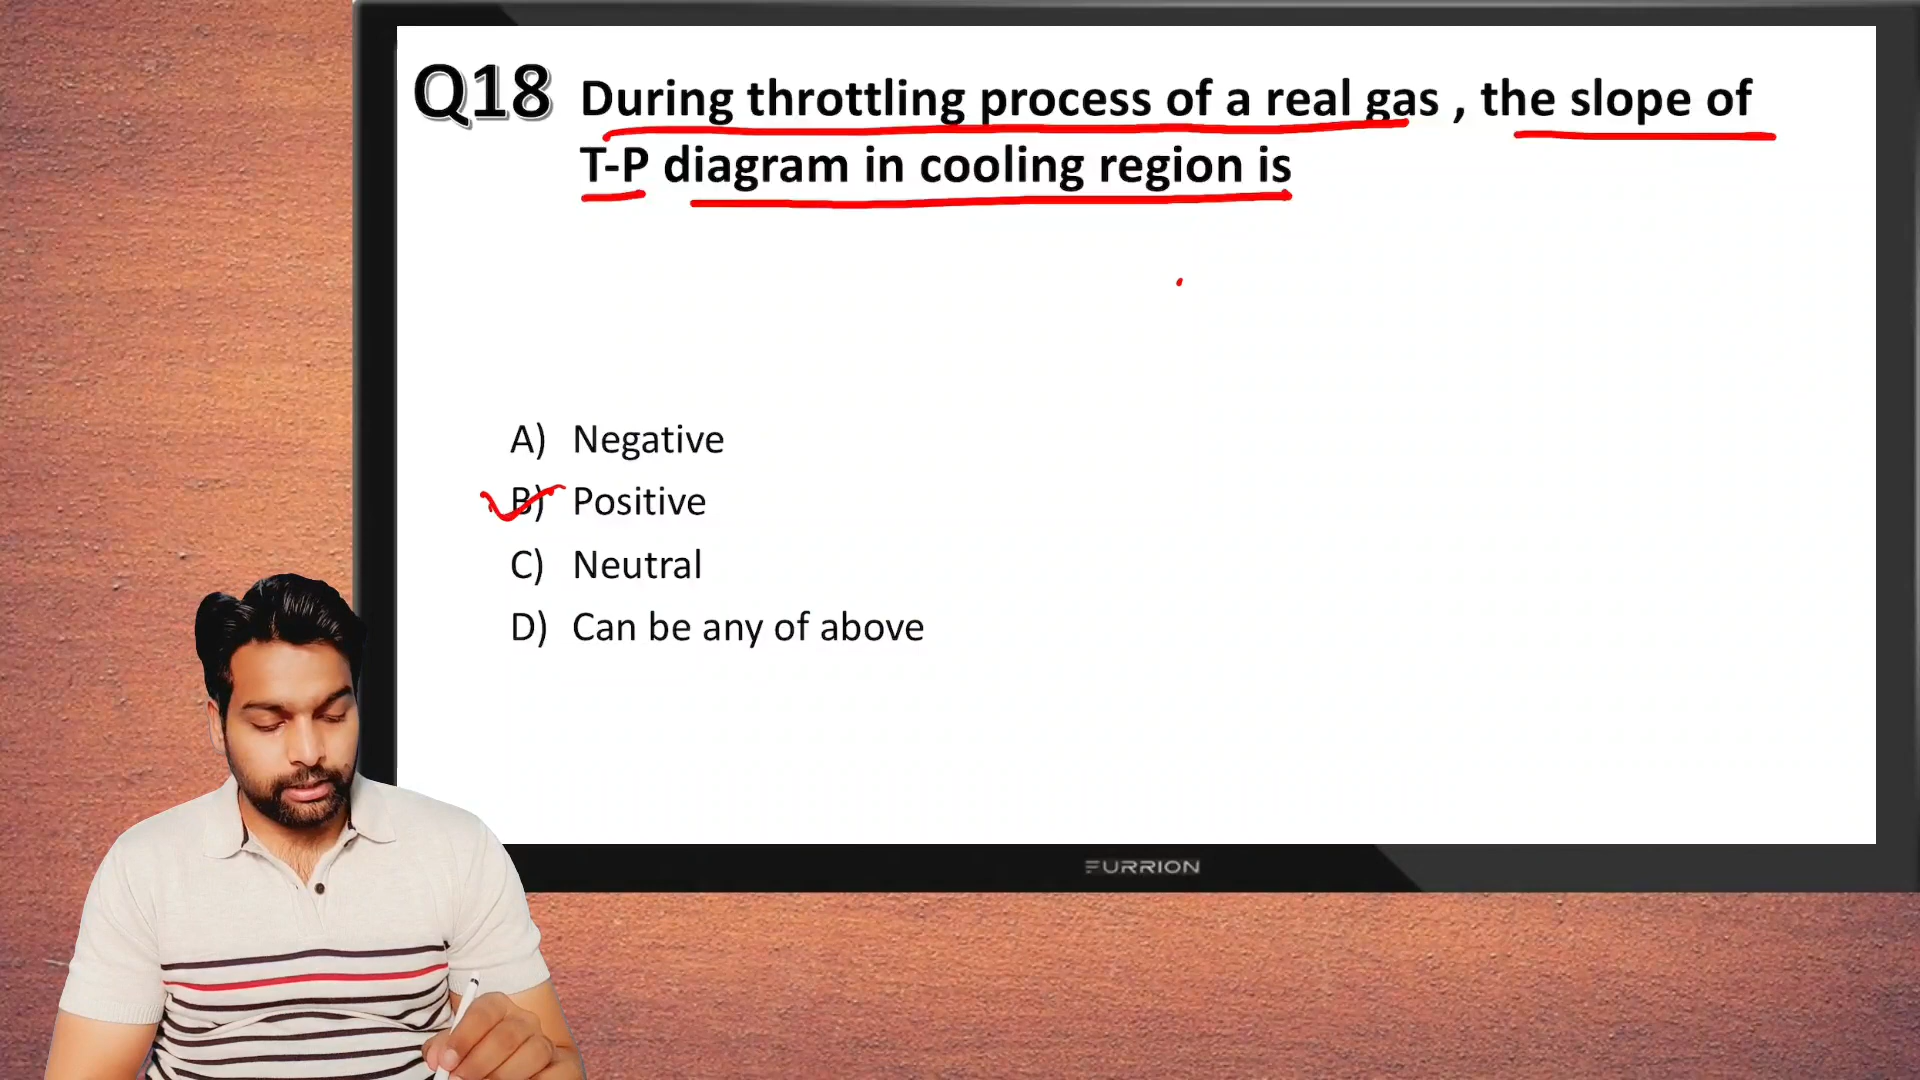 Q18 During throttling process of a real gas , the slope of
T-P diagram in cooling region is
A) Negative
B) Positive
C) Neutral
D) Can be any of above
FURRION